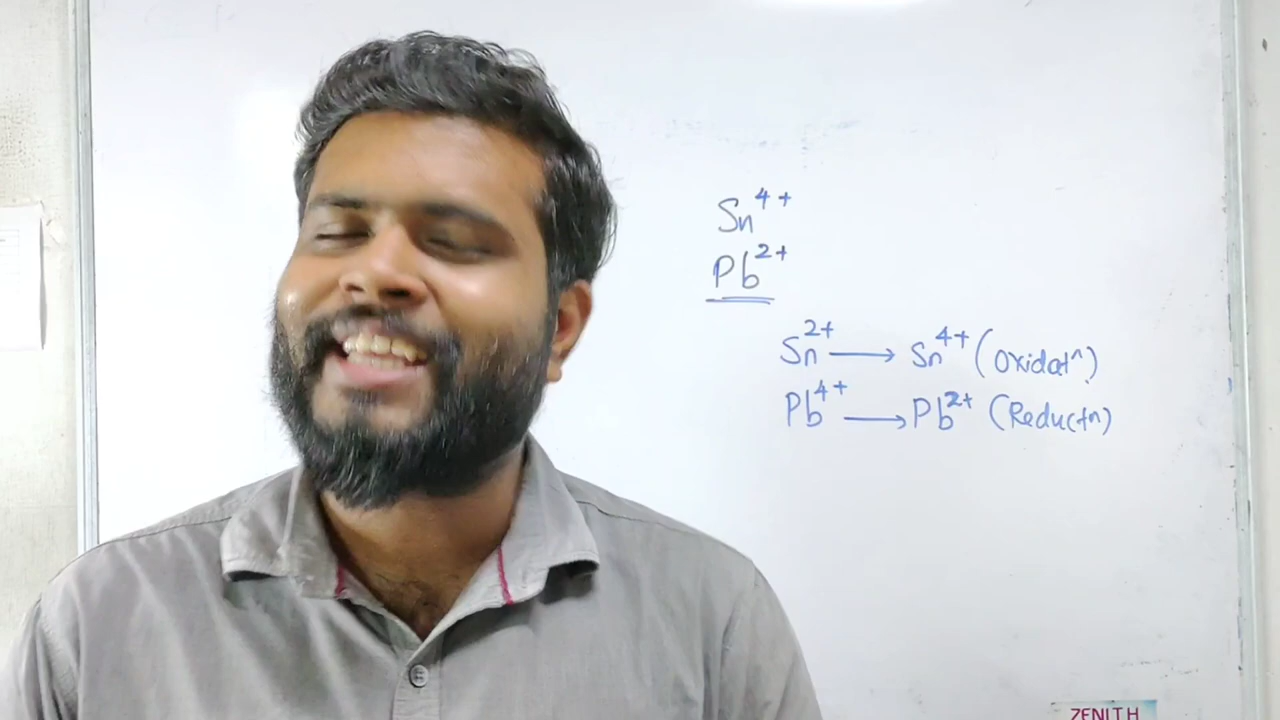 Sn⁴⁺
Pb²⁺
Sn²⁺ → Sn⁴⁺ (Oxidatⁿ)
Pb⁴⁺ → Pb²⁺ (Reductⁿ)
ZENITH